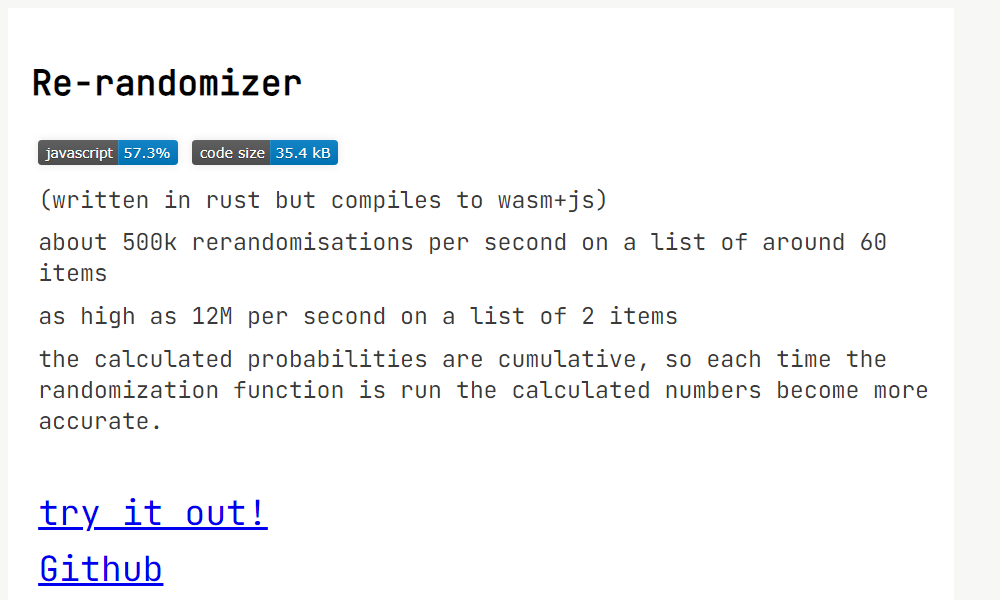 Re-randomizer
javascript 57.3% code size 35.4 kB
(written in rust but compiles to wasm+js)
about 500k rerandomisations per second on a list of around 60
items
as high as 12M per second on a list of 2 items
the calculated probabilities are cumulative, so each time the
randomization function is run the calculated numbers become more
accurate.
try it out!
Github